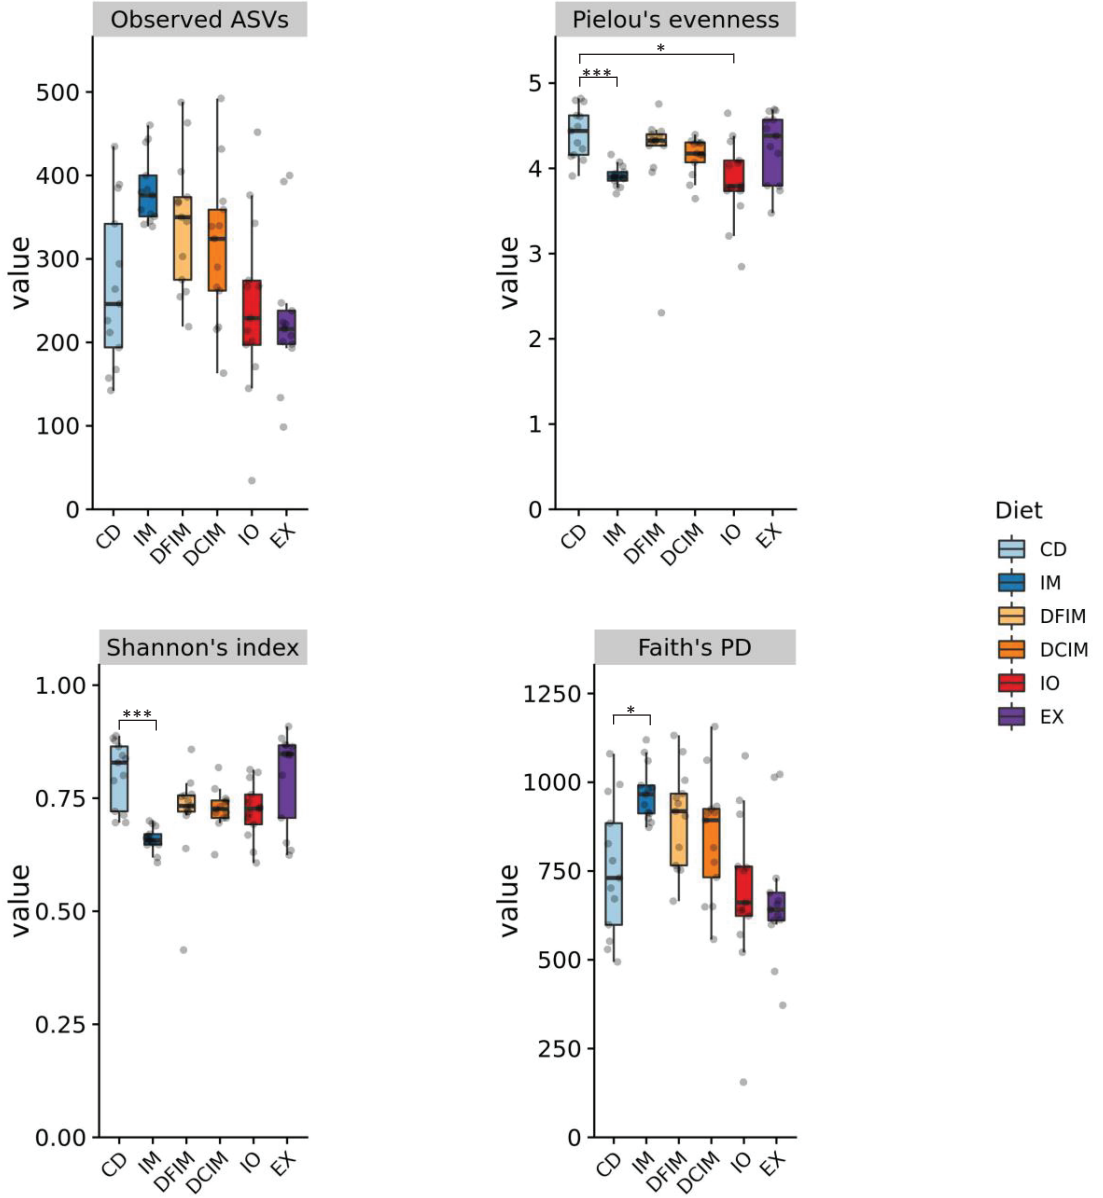 Observed ASVs
value
500
400
300
200
100
0
CD
IM
DFIM
DCIM
IO
EX
Pielou's evenness
value
5
4
3
2
1
0
*
***
CD
IM
DFIM
DCIM
IO
EX
Shannon's index
value
1.00
0.75
0.50
0.25
0.00
***
CD
IM
DFIM
DCIM
IO
EX
Faith's PD
value
1250
1000
750
500
250
0
*
CD
IM
DFIM
DCIM
IO
EX
Diet
CD
IM
DFIM
DCIM
IO
EX